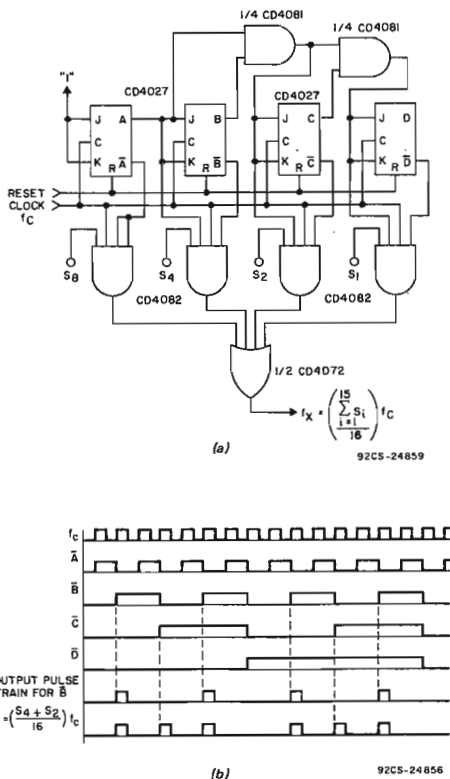 1/4 CD4081
1/4 CD4081
"1"
CD4027
CD4027
J A
J B
J C
J D
C
C
C
C
K Ā
K B̄
K C̄
K D̄
R
R
R
R
RESET
CLOCK
fC
S8
S4
S2
S1
CD4082
CD4082
1/2 CD4072
fX = (15 Σ i=1 Si / 16) fC
(a)
92CS-24859
fc
Ā
B̄
C̄
D̄
OUTPUT PULSE
TRAIN FOR B̄
= (S4 + S2 / 16) fc
(b)
92CS-24856